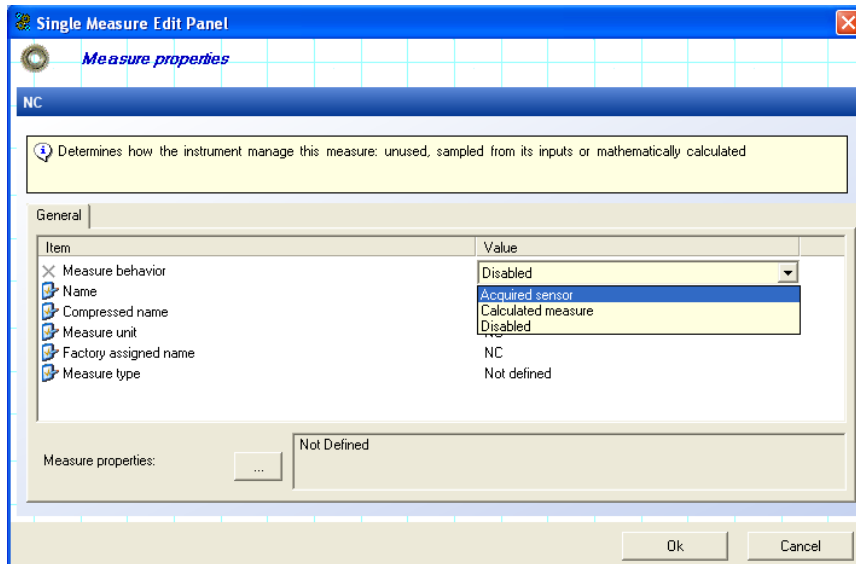 Single Measure Edit Panel
Measure properties
NC
Determines how the instrument manage this measure: unused, sampled from its inputs or mathematically calculated
General
Item Value
Measure behavior Disabled
Name Acquired sensor
Compressed name Calculated measure
Measure unit Disabled
Factory assigned name NC
Measure type Not defined
Measure properties: ... Not Defined
Ok Cancel